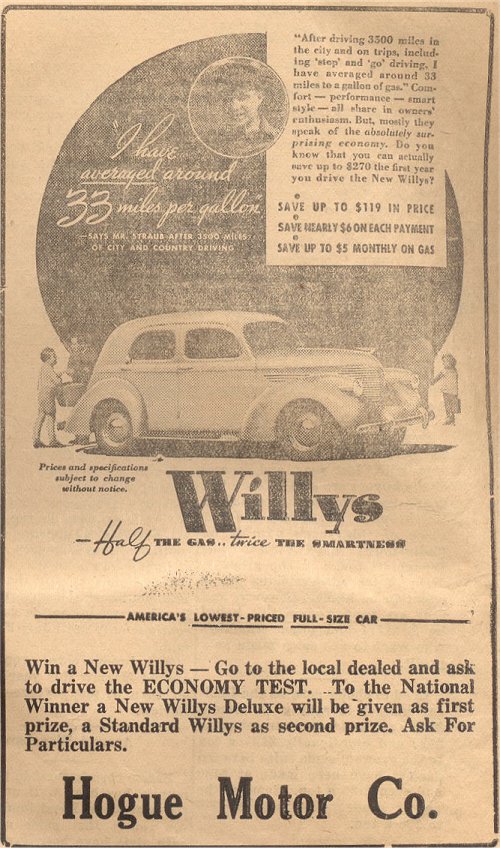 "After driving 3500 miles in
the city and on trips, includ-
ing 'stop' and 'go' driving, I
have averaged around 33
miles to a gallon of gas." Com-
fort — performance — smart
style — all share in owners'
enthusiasm. But, mostly they
speak of the absolutely sur-
prising economy. Do you
know that you can actually
save up to $270 the first year
you drive the New Willys?
SAVE UP TO $119 IN PRICE
SAVE NEARLY $6 ON EACH PAYMENT
SAVE UP TO $5 MONTHLY ON GAS
"I have
averaged around
33 miles per gallon"
—SAYS MR. STRAUB AFTER 3500 MILES
OF CITY AND COUNTRY DRIVING
Prices and specifications
subject to change
without notice.
Willys
—Half THE GAS.. twice THE SMARTNESS
AMERICA'S LOWEST-PRICED FULL-SIZE CAR
Win a New Willys — Go to the local dealed and ask
to drive the ECONOMY TEST. ..To the National
Winner a New Willys Deluxe will be given as first
prize, a Standard Willys as second prize. Ask For
Particulars.
Hogue Motor Co.